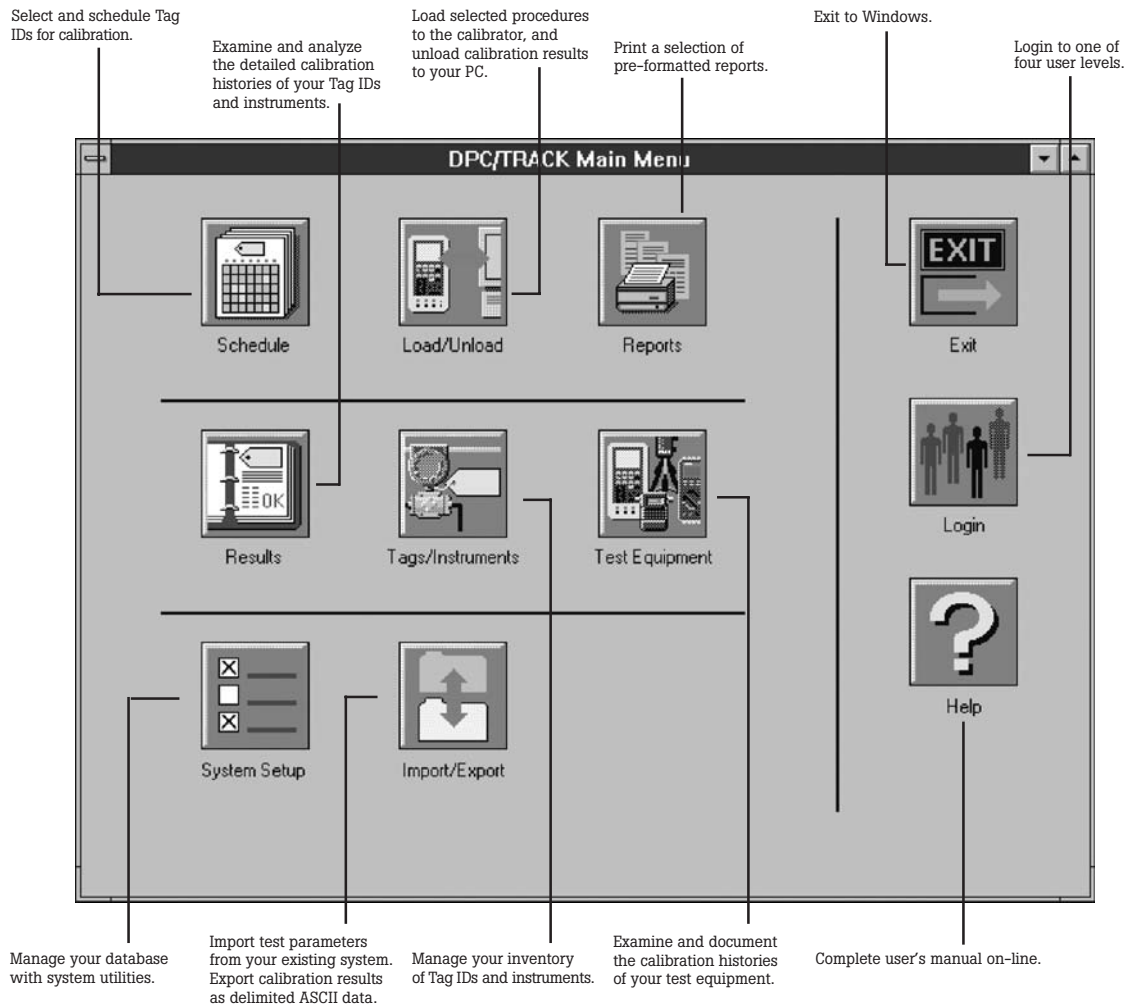 Select and schedule Tag
IDs for calibration.
Examine and analyze
the detailed calibration
histories of your Tag IDs
and instruments.
Load selected procedures
to the calibrator, and
unload calibration results
to your PC.
Print a selection of
pre-formatted reports.
Exit to Windows.
Login to one of
four user levels.
DPC/TRACK Main Menu
Schedule
Load/Unload
Reports
EXIT
Exit
OK
Results
Tags/Instruments
Test Equipment
Login
?
Help
System Setup
Import/Export
Manage your database
with system utilities.
Import test parameters
from your existing system.
Export calibration results
as delimited ASCII data.
Manage your inventory
of Tag IDs and instruments.
Examine and document
the calibration histories
of your test equipment.
Complete user's manual on-line.